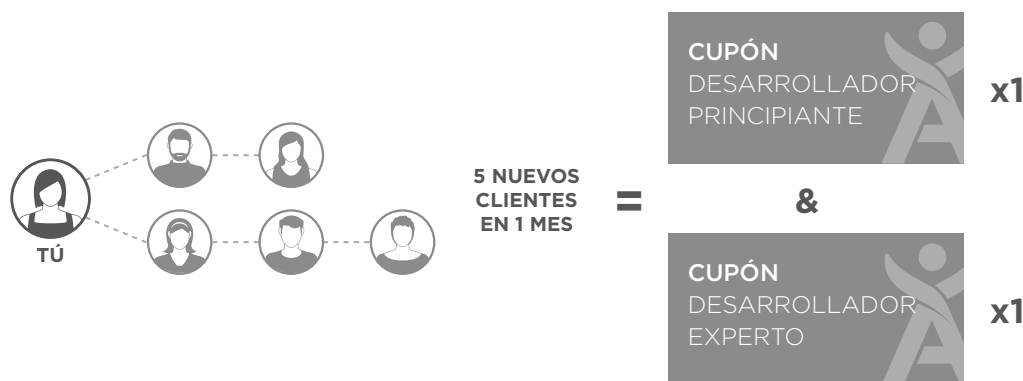 TÚ
5 NUEVOS
CLIENTES
EN 1 MES
=
CUPÓN
DESARROLLADOR
PRINCIPIANTE
x1
&
CUPÓN
DESARROLLADOR
EXPERTO
x1